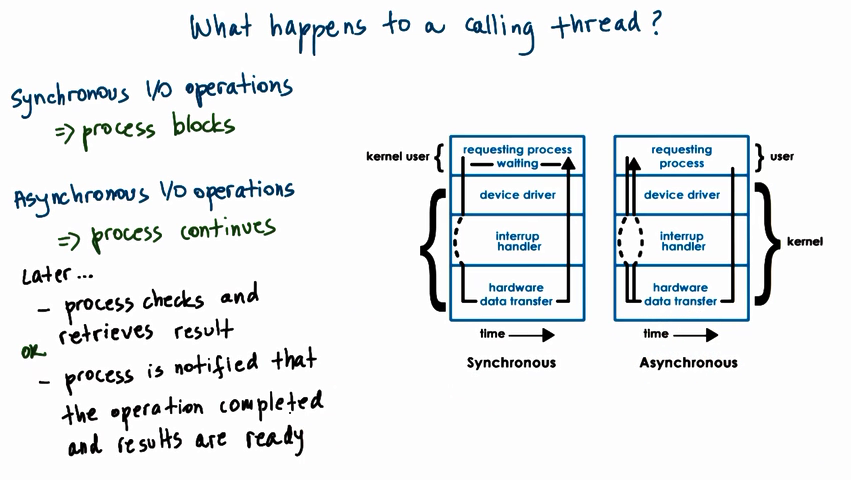 What happens to a calling thread?
Synchronous I/O operations
=> process blocks
Asynchronous I/O operations
=> process continues
Later...
- process checks and
retrieves result
OR
- process is notified that
the operation completed
and results are ready
kernel user
requesting process
waiting
device driver
interrup
handler
hardware
data transfer
time
Synchronous
requesting
process
user
device driver
interrup
handler
kernel
hardware
data transfer
time
Asynchronous